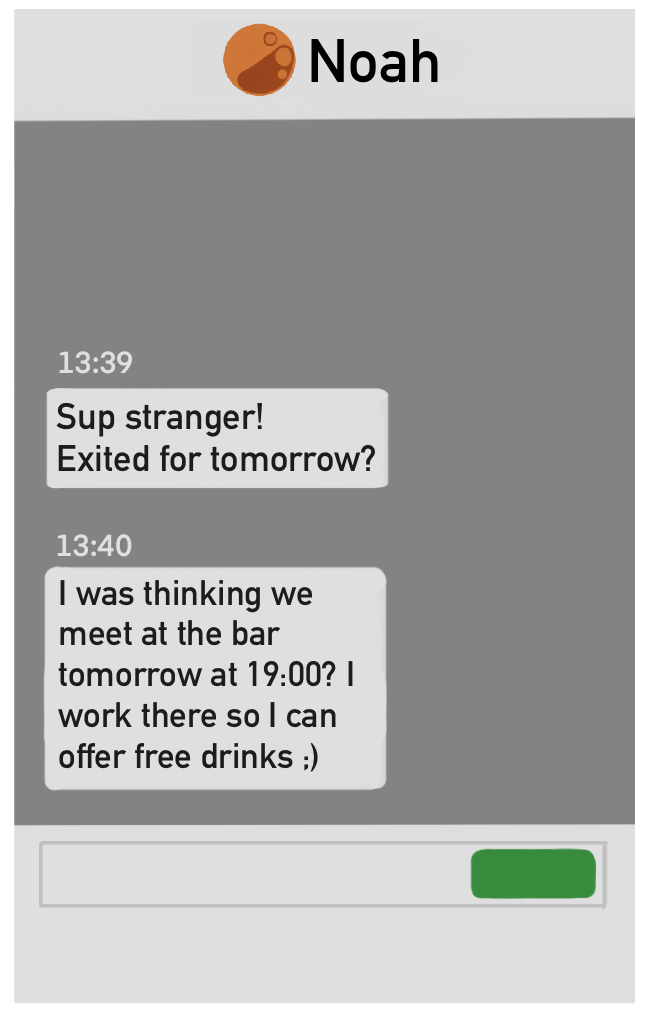 Noah
13:39
Sup stranger!
Exited for tomorrow?
13:40
I was thinking we
meet at the bar
tomorrow at 19:00? I
work there so I can
offer free drinks ;)